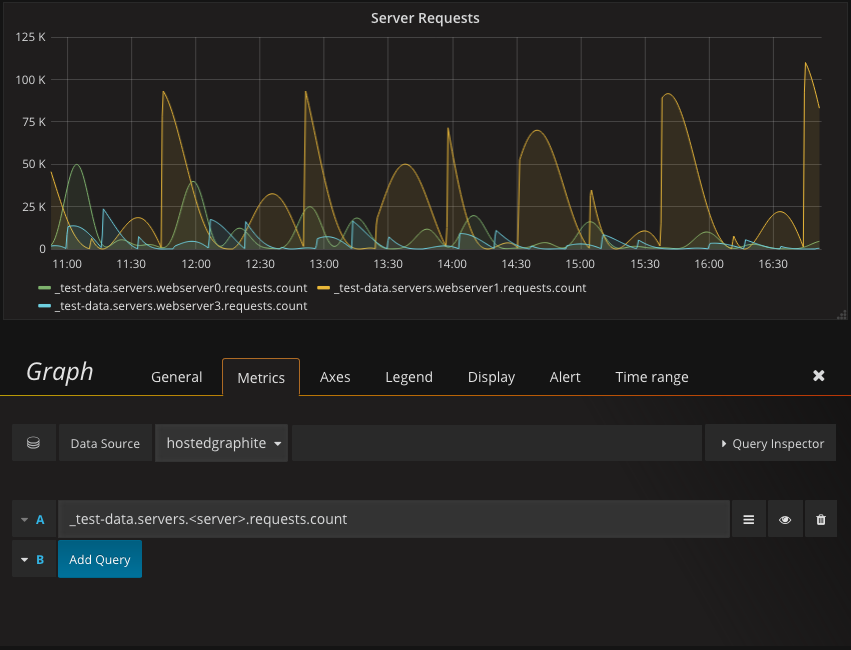 Server Requests
125 K
100 K
75 K
50 K
25 K
0
11:00 11:30 12:00 12:30 13:00 13:30 14:00 14:30 15:00 15:30 16:00 16:30
_test-data.servers.webserver0.requests.count _test-data.servers.webserver1.requests.count
_test-data.servers.webserver3.requests.count
Graph General Metrics Axes Legend Display Alert Time range
Data Source hostedgraphite Query Inspector
A _test-data.servers.<server>.requests.count
B Add Query